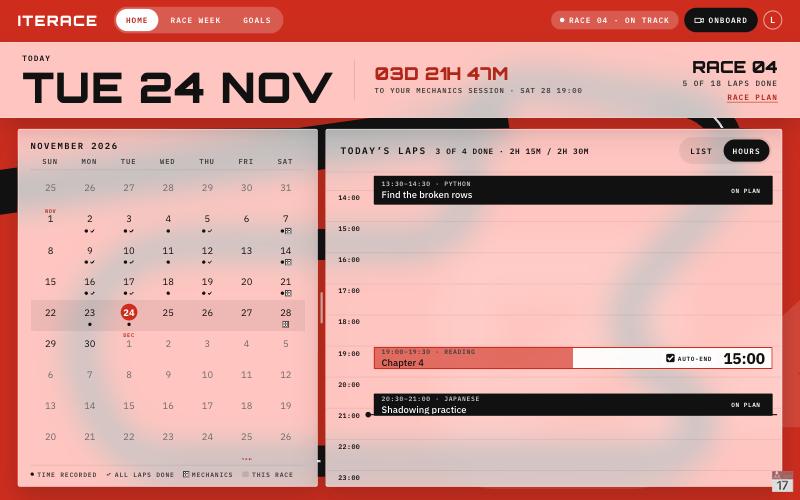 ITERACE
HOME
RACE WEEK
GOALS
RACE 04 · ON TRACK
ONBOARD
L
TODAY
TUE 24 NOV
03D 21H 47M
TO YOUR MECHANICS SESSION · SAT 28 19:00
RACE 04
5 OF 18 LAPS DONE
RACE PLAN
NOVEMBER 2026
SUN MON TUE WED THU FRI SAT
25 26 27 28 29 30 31
NOV
1 2 3 4 5 6 7
8 9 10 11 12 13 14
15 16 17 18 19 20 21
22 23 24 25 26 27 28
DEC
29 30 1 2 3 4 5
6 7 8 9 10 11 12
13 14 15 16 17 18 19
20 21 22 23 24 25 26
TIME RECORDED
ALL LAPS DONE
MECHANICS
THIS RACE
TODAY'S LAPS 3 OF 4 DONE · 2H 15M / 2H 30M
LIST
HOURS
13:30–14:30 · PYTHON
Find the broken rows
ON PLAN
14:00
15:00
16:00
17:00
18:00
19:00
19:00–19:30 · READING
Chapter 4
AUTO-END
15:00
20:00
20:30–21:00 · JAPANESE
Shadowing practice
ON PLAN
21:00
22:00
23:00
17